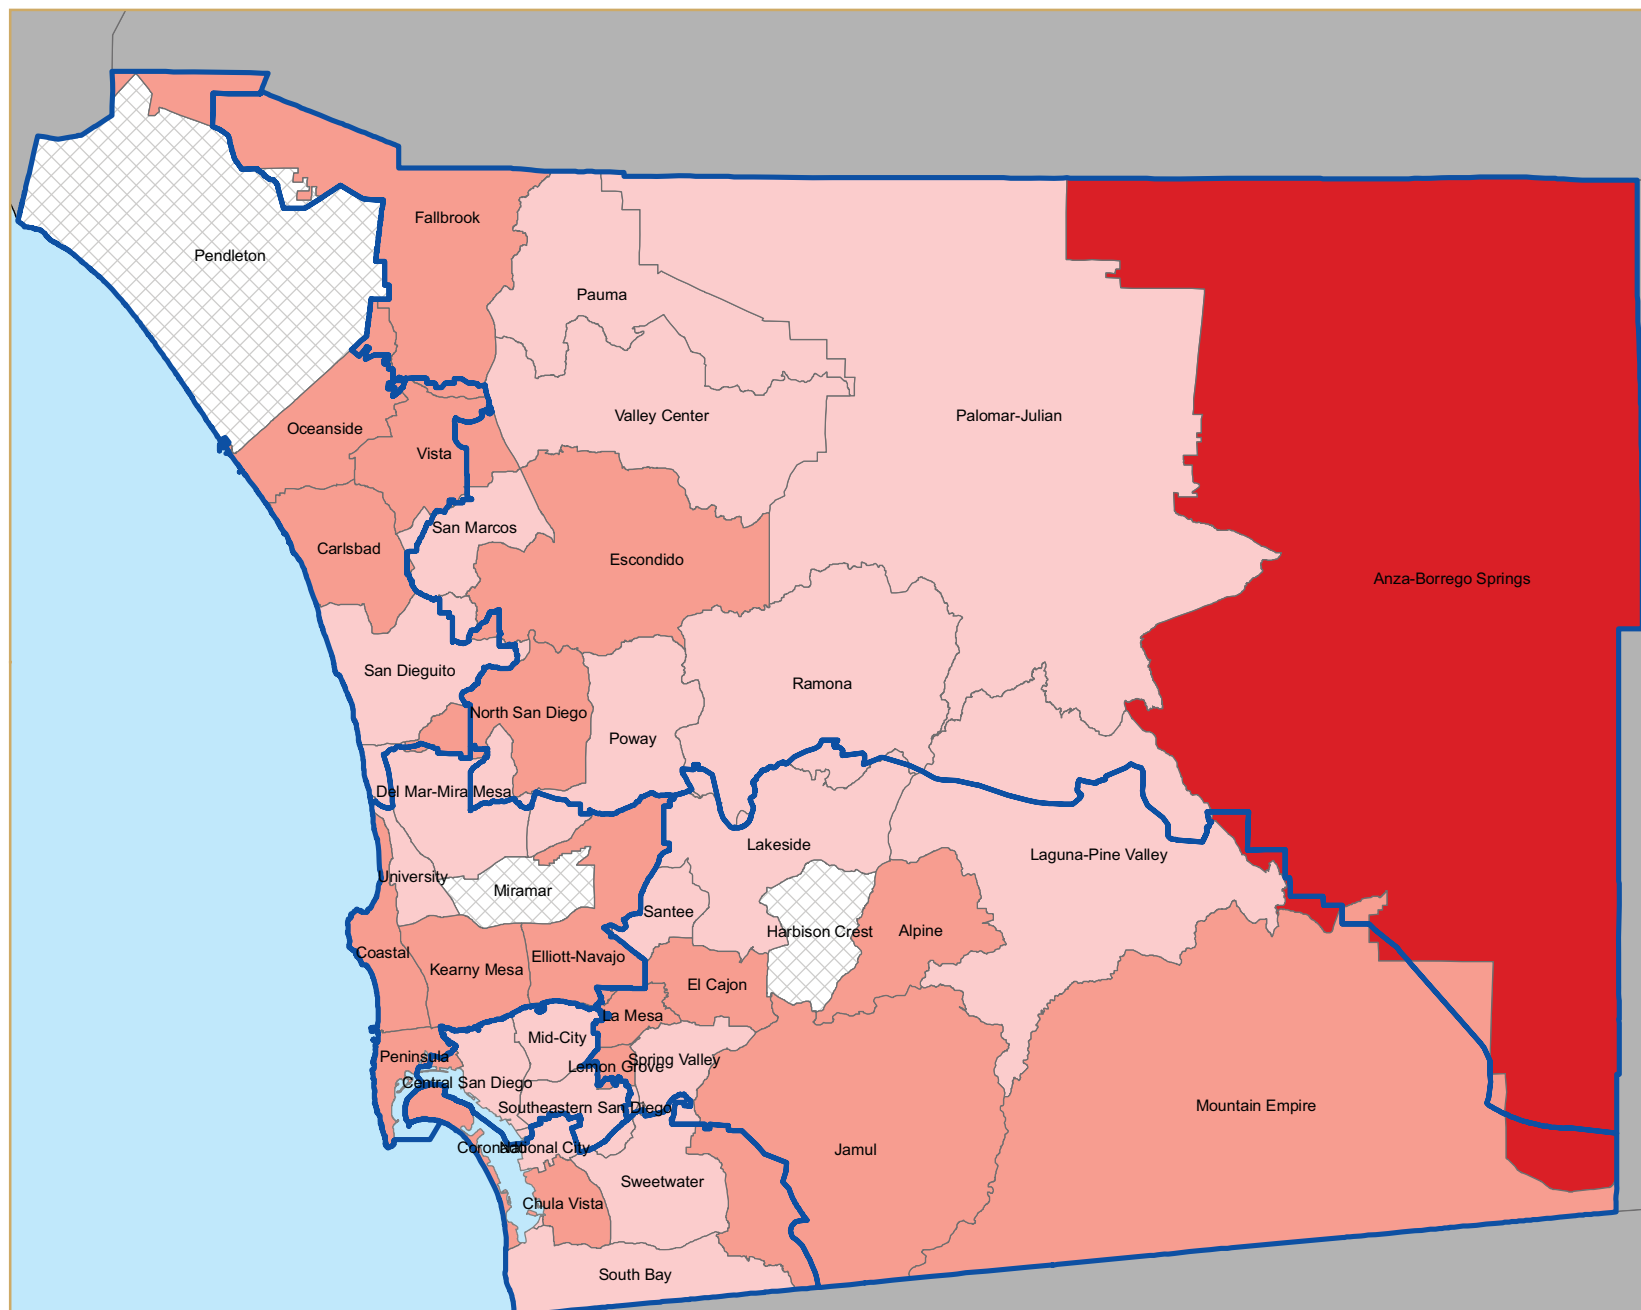 Fallbrook
Pendleton
Pauma
Valley Center
Palomar-Julian
Oceanside
Vista
San Marcos
Carlsbad
Escondido
Anza-Borrego Springs
San Dieguito
Ramona
North San Diego
Poway
Del Mar-Mira Mesa
Lakeside
Laguna-Pine Valley
University
Miramar
Santee
Harbison Crest
Alpine
Coastal
Elliott-Navajo
Kearny Mesa
El Cajon
La Mesa
Mid-City
Peninsula
Lemon Grove
Spring Valley
Central San Diego
Southeastern San Diego
Mountain Empire
Coronado
National City
Jamul
Sweetwater
Chula Vista
South Bay